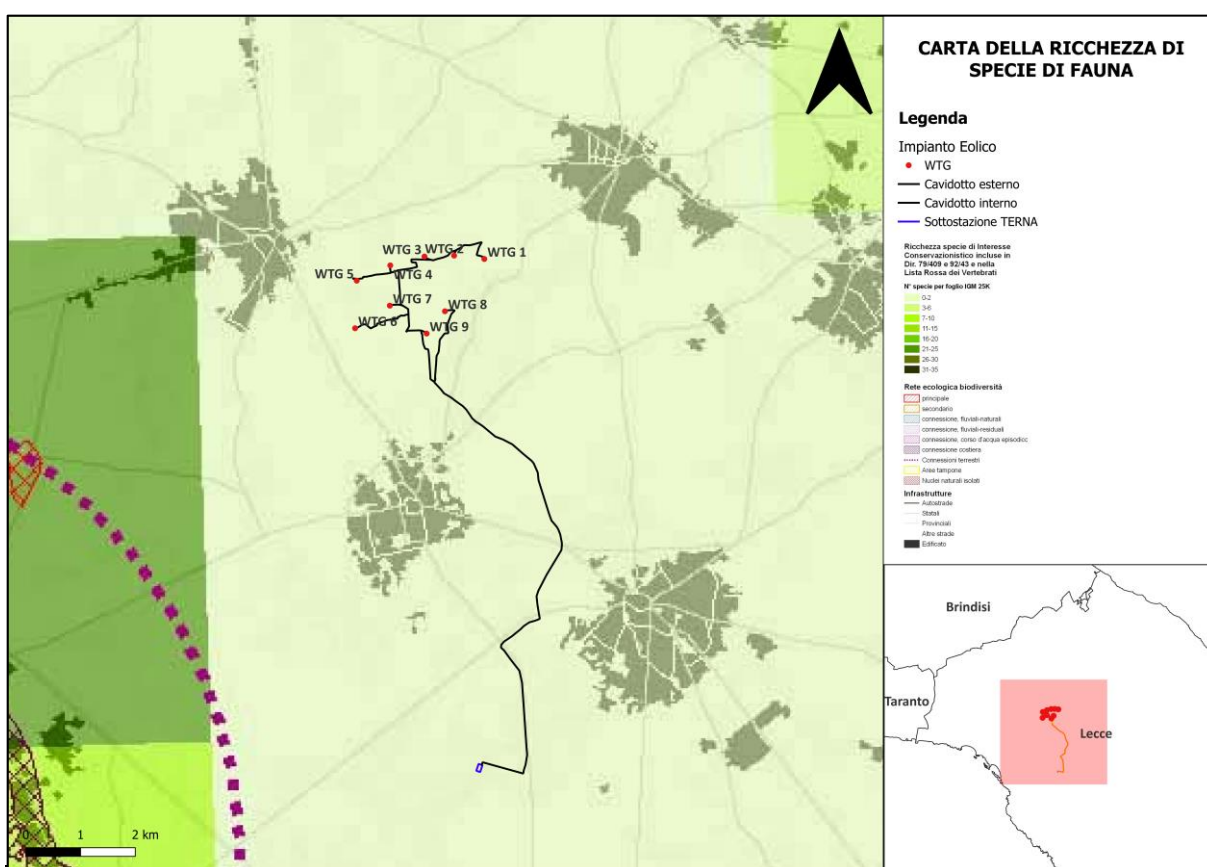 CARTA DELLA RICCHEZZA DI
SPECIE DI FAUNA
Legenda
Impianto Eolico
WTG
Cavidotto esterno
Cavidotto interno
Sottostazione TERNA
Ricchezza specie di Interesse
Conservazionistico incluse in
Dir. 79/409 e 92/43 e nella
Lista Rossa dei Vertebrati
N° specie per foglio IGM 25K
0-2
3-6
7-10
11-15
16-20
21-25
26-30
31-35
Rete ecologica biodiversità
principale
secondario
connessione, fluviali-naturali
connessione, fluviali-residuali
connessione, corso d'acqua episodico
connessione costiera
Connessioni terrestri
Aree tampone
Nuclei naturali isolati
Infrastrutture
Autostrade
Statali
Provinciali
Altre strade
Edificato
WTG 3
WTG 2
WTG 1
WTG 5
WTG 4
WTG 7
WTG 8
WTG 6
WTG 9
0 1 2 km
Brindisi
Taranto
Lecce